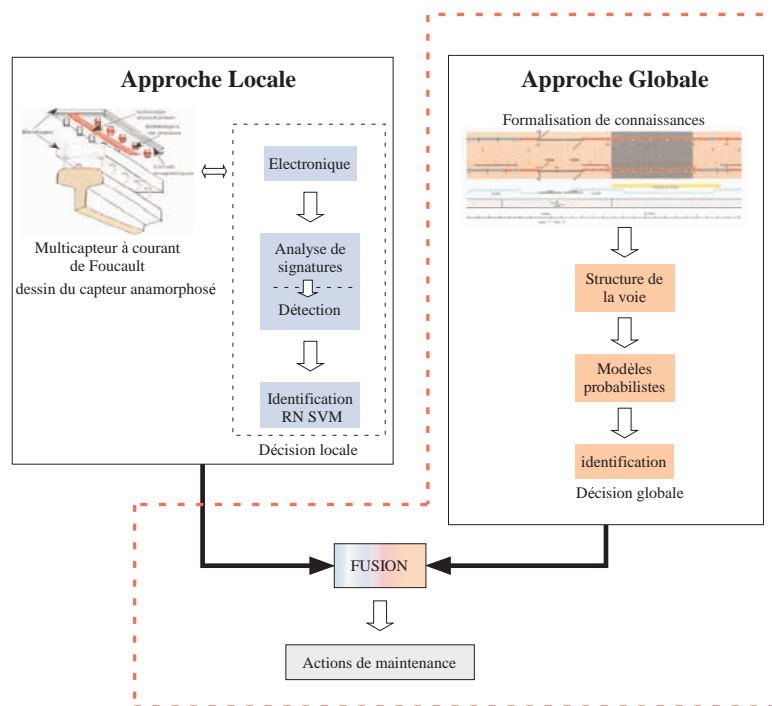 Approche Locale
Electronique
Multicapteur à courant
de Foucault
dessin du capteur anamorphosé
Analyse de
signatures
Détection
Identification
RN SVM
Décision locale
Approche Globale
Formalisation de connaissances
Structure de
la voie
Modèles
probabilistes
identification
Décision globale
FUSION
Actions de maintenance